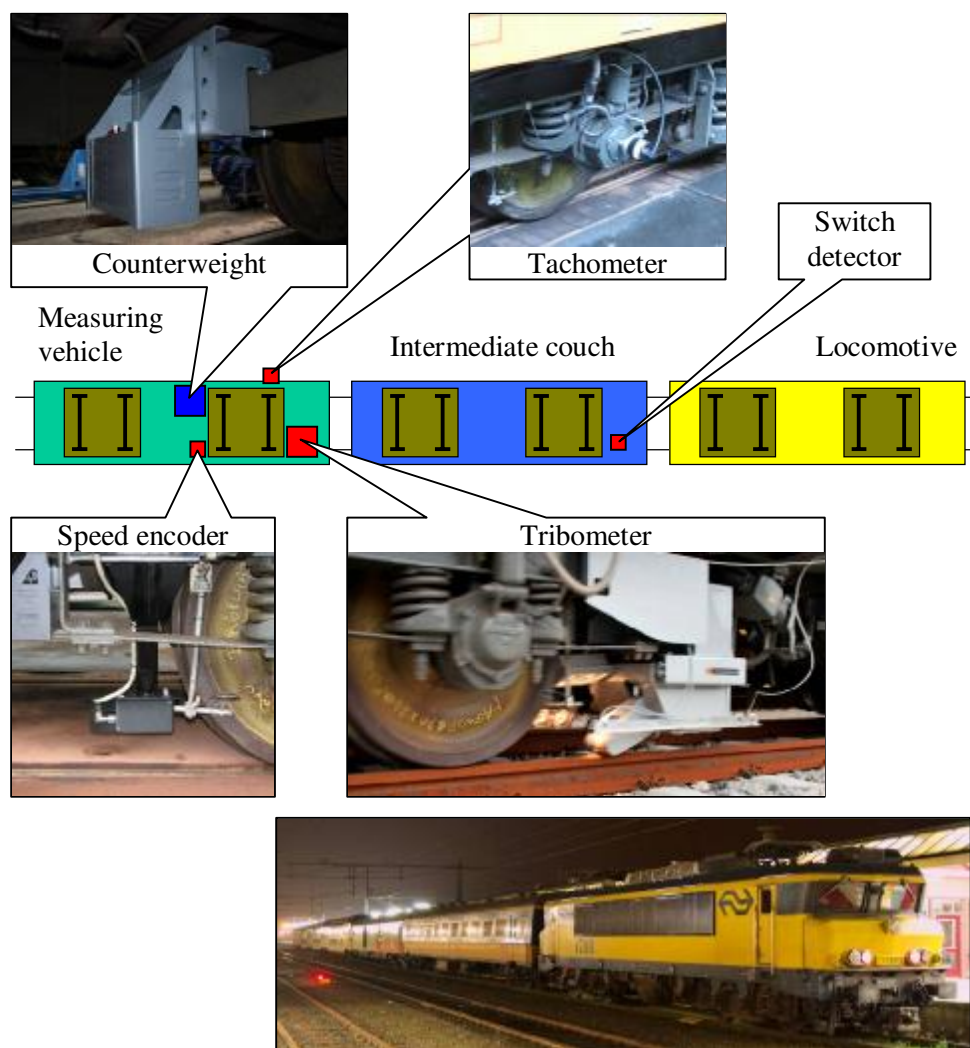 Counterweight
Tachometer
Switch
detector
Measuring
vehicle
Intermediate couch
Locomotive
Speed encoder
Tribometer